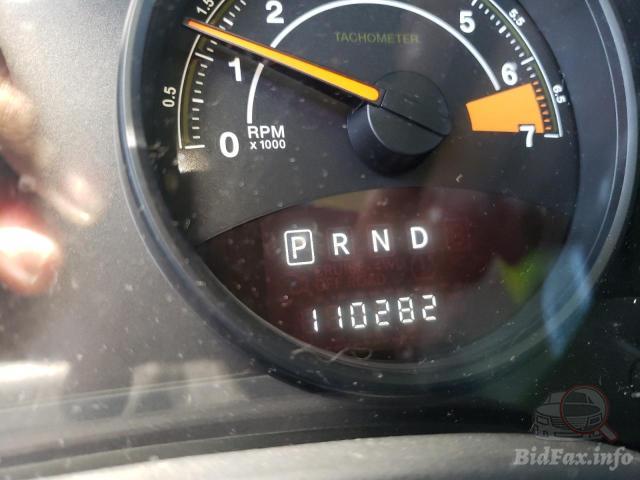 1.5
2
TACHOMETER
5
5.5
1
6
0.5
6.5
0
RPM
x 1000
7
P R N D
110282
BidFax.info